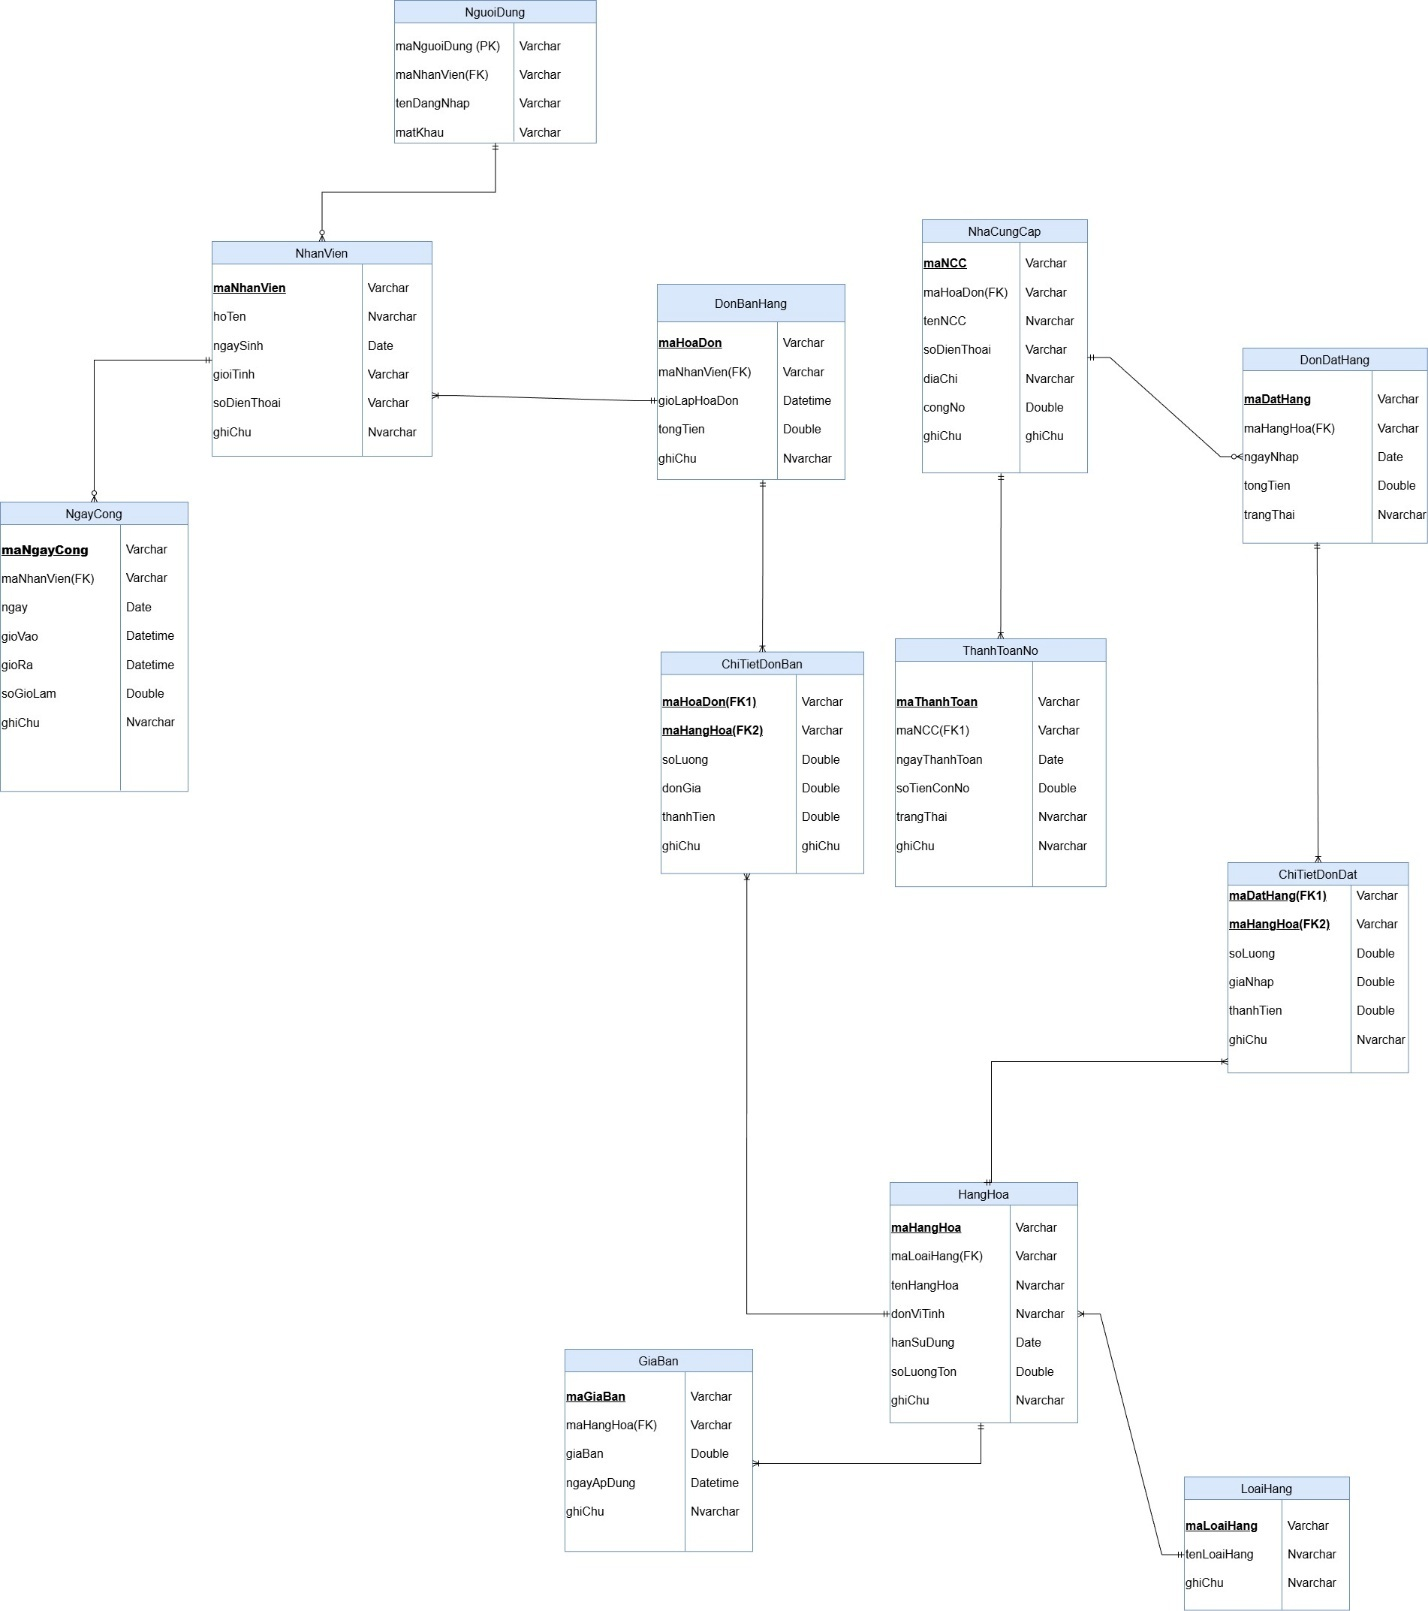 NguoiDung
maNguoiDung (PK) Varchar
maNhanVien(FK) Varchar
tenDangNhap Varchar
matKhau Varchar
NhanVien
maNhanVien Varchar
hoTen Nvarchar
ngaySinh Date
gioiTinh Varchar
soDienThoai Varchar
ghiChu Nvarchar
NgayCong
maNgayCong Varchar
maNhanVien(FK) Varchar
ngay Date
gioVao Datetime
gioRa Datetime
soGioLam Double
ghiChu Nvarchar
DonBanHang
maHoaDon Varchar
maNhanVien(FK) Varchar
gioLapHoaDon Datetime
tongTien Double
ghiChu Nvarchar
NhaCungCap
maNCC Varchar
maHoaDon(FK) Varchar
tenNCC Nvarchar
soDienThoai Varchar
diaChi Nvarchar
congNo Double
ghiChu ghiChu
DonDatHang
maDatHang Varchar
maHangHoa(FK) Varchar
ngayNhap Date
tongTien Double
trangThai Nvarchar
ChiTietDonBan
maHoaDon(FK1) Varchar
maHangHoa(FK2) Varchar
soLuong Double
donGia Double
thanhTien Double
ghiChu ghiChu
ThanhToanNo
maThanhToan Varchar
maNCC(FK1) Varchar
ngayThanhToan Date
soTienConNo Double
trangThai Nvarchar
ghiChu Nvarchar
ChiTietDonDat
maDatHang(FK1) Varchar
maHangHoa(FK2) Varchar
soLuong Double
giaNhap Double
thanhTien Double
ghiChu Nvarchar
HangHoa
maHangHoa Varchar
maLoaiHang(FK) Varchar
tenHangHoa Nvarchar
donViTinh Nvarchar
hanSuDung Date
soLuongTon Double
ghiChu Nvarchar
GiaBan
maGiaBan Varchar
maHangHoa(FK) Varchar
giaBan Double
ngayApDung Datetime
ghiChu Nvarchar
LoaiHang
maLoaiHang Varchar
tenLoaiHang Nvarchar
ghiChu Nvarchar